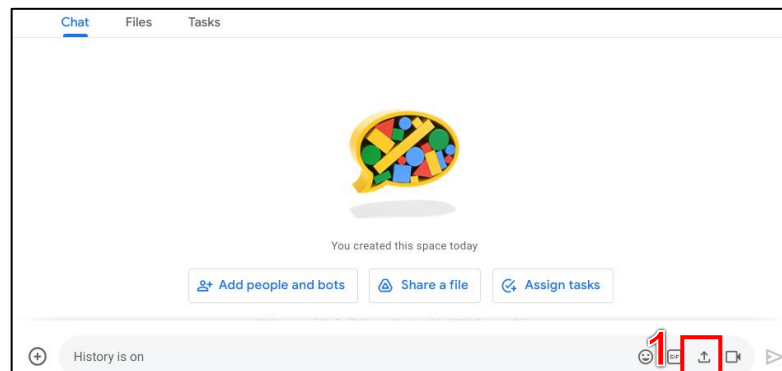 Chat Files Tasks
You created this space today
Add people and bots Share a file Assign tasks
History is on
1
GIF